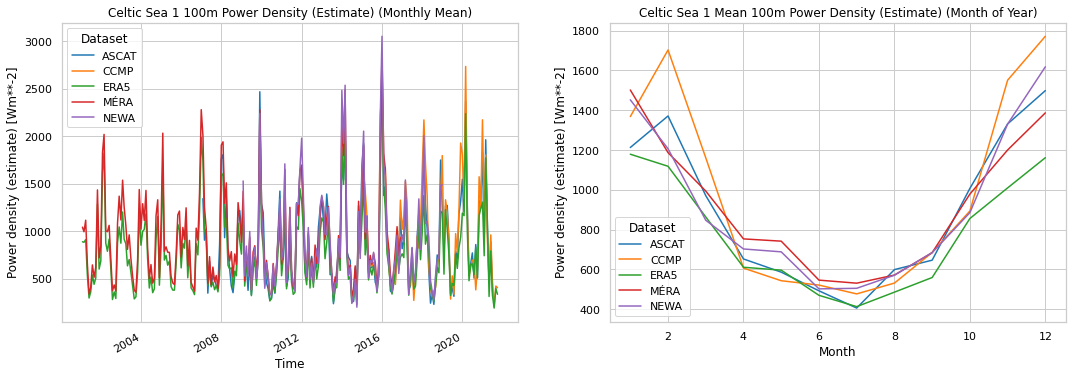 Celtic Sea 1 100m Power Density (Estimate) (Monthly Mean)
Power density (estimate) [Wm**-2]
3000
2500
2000
1500
1000
500
Dataset
ASCAT
CCMP
ERA5
MÉRA
NEWA
2004
2008
2012
2016
2020
Time
Celtic Sea 1 Mean 100m Power Density (Estimate) (Month of Year)
Power density (estimate) [Wm**-2]
1800
1600
1400
1200
1000
800
600
400
Dataset
ASCAT
CCMP
ERA5
MÉRA
NEWA
2
4
6
8
10
12
Month